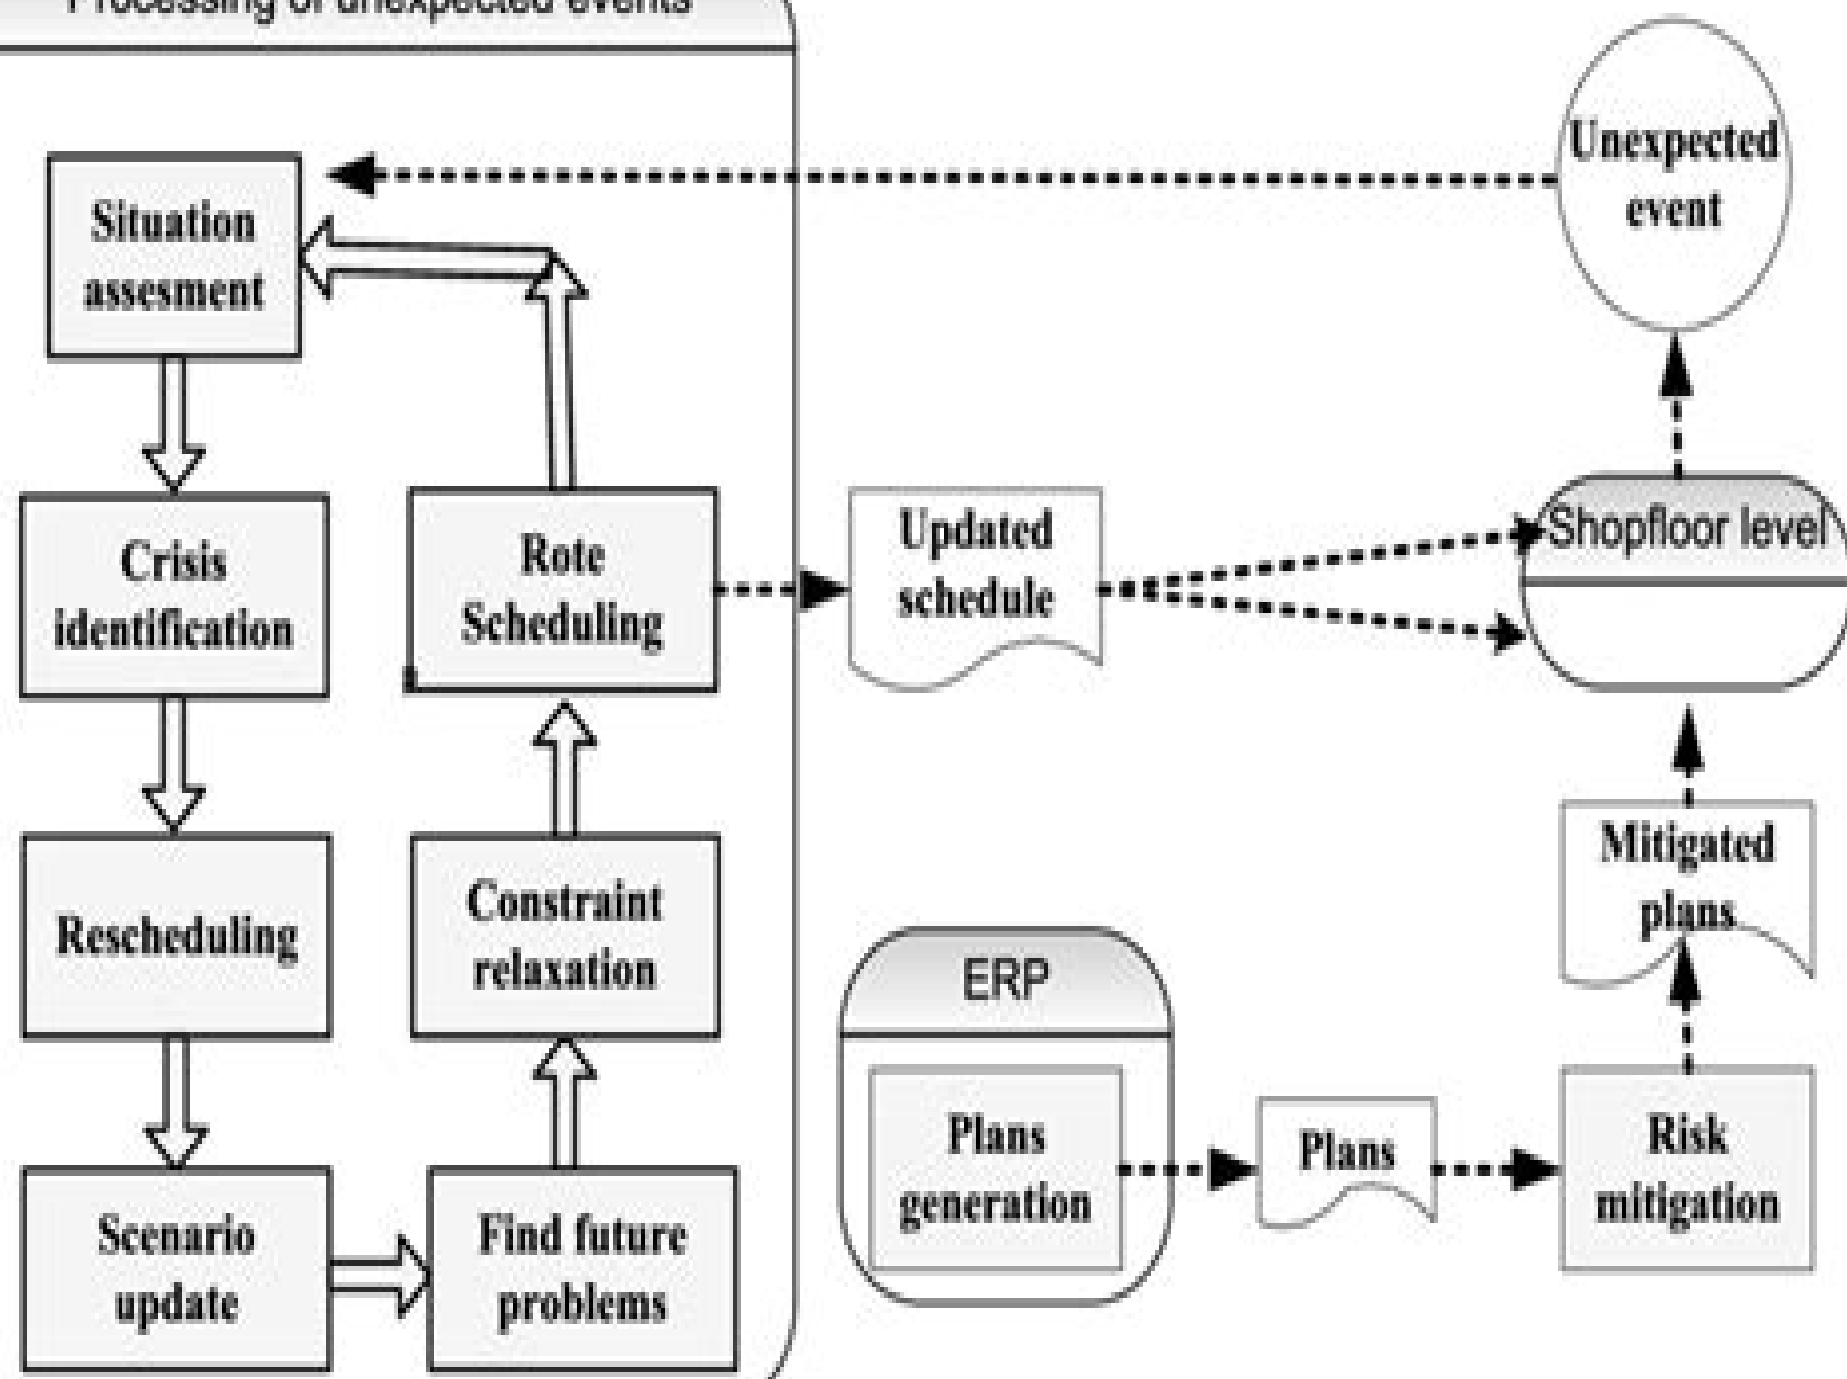 Processing of unexpected events
Situation
assesment
Crisis
identification
Rescheduling
Scenario
update
Find future
problems
Constraint
relaxation
Rote
Scheduling
Updated
schedule
Unexpected
event
Shopfloor level
Mitigated
plans
ERP
Plans
generation
Plans
Risk
mitigation